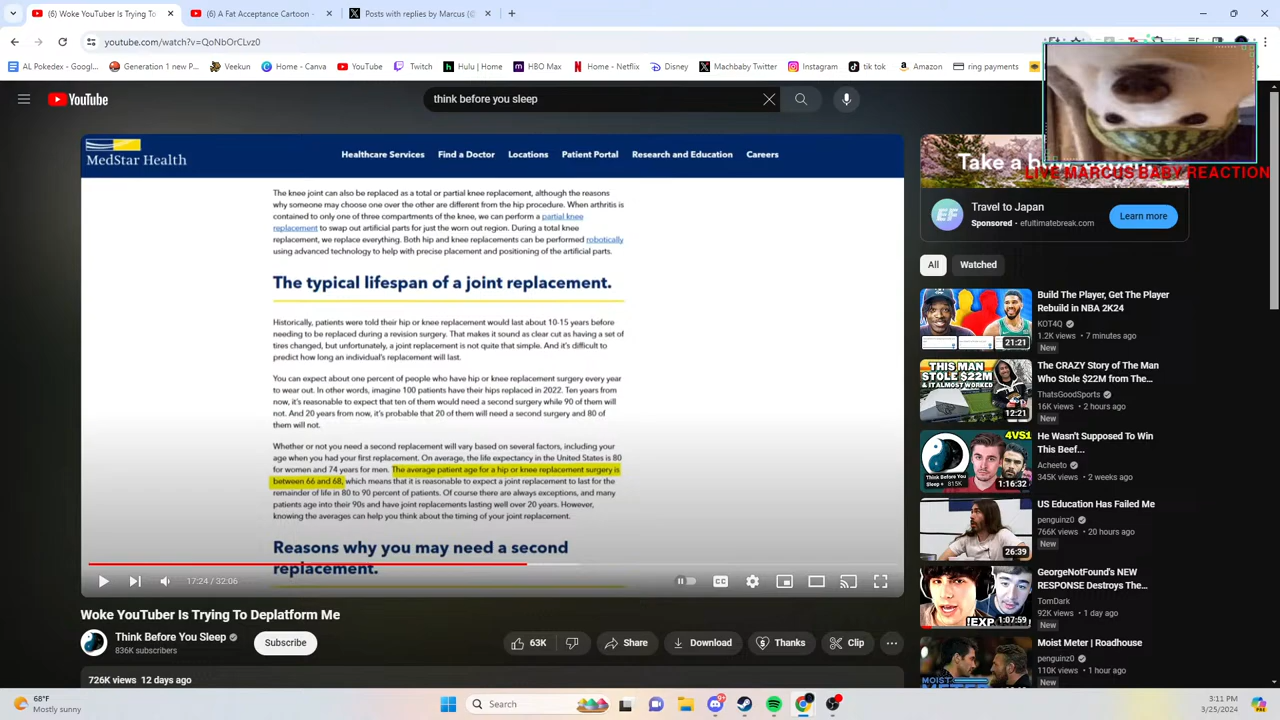 (6) Woke YouTuber Is Trying To
(6) A Fat Acceptance Cartoon -
Posts with replies by Marcus (
youtube.com/watch?v=QoNbOrCLvz0
AL Pokedex - Googl...
Generation 1 new P...
Veekun
Home - Canva
YouTube
Twitch
Hulu | Home
HBO Max
Home - Netflix
Disney
Macbbaby Twitter
Instagram
tik tok
Amazon
ring payments
YouTube
think before you sleep
MedStar Health
Healthcare Services
Find a Doctor
Locations
Patient Portal
Research and Education
Careers
The knee joint can also be replaced as a total or partial knee replacement, although the reasons
why someone may choose one over the other are different from the hip procedure. When arthritis
is contained to only one of three compartments of the knee, we can perform a partial knee
replacement to swap out artificial parts for just the worn out region. During a total knee
replacement, we replace everything. Both hip and knee replacements can be performed robotically
using advanced technology to help with precise placement and positioning of the artificial parts.
The typical lifespan of a joint replacement.
Historically, patients were told their hip or knee replacement would last about 10-15 years before
needing to be replaced during a revision surgery. That makes it sound as clear cut as having a set of
tires changed, but unfortunately, a joint replacement is not quite that simple. And it's difficult to
predict how long an individual's replacement will last.
You can expect about one percent of people who have hip or knee replacement surgery every year
to wear out. In other words, imagine 100 patients have their hips replaced in 2022. Ten years from
now, it's reasonable to expect that ten of them would need a second surgery while 90 of them will
not. And 20 years from now, it's probable that 20 of them will need a second surgery and 80 of
them will not.
Whether or not you need a second replacement will vary based on several factors, including your
age when you had your first replacement. On average, the life expectancy in the United States is 80
for women and 74 years for men. The average patient age for a hip or knee replacement surgery is
between 66 and 68, which means that it is reasonable to expect a joint replacement to last for the
remainder of life in 80 to 90 percent of patients. Of course there are always exceptions, and many
patients age into their 90s and have joint replacements lasting well over 20 years. However,
knowing the averages can help you think about the timing of your joint replacement.
Reasons why you may need a second
replacement.
17:24 / 32:06
CC
Woke YouTuber Is Trying To Deplatform Me
Think Before You Sleep
836K subscribers
Subscribe
63K
Share
Download
Thanks
Clip
726K views 12 days ago
Take a
LIVE MARCUS BABY REACTION
EF
Travel to Japan
Sponsored • efultimatebreak.com
Learn more
All
Watched
Build The Player, Get The Player
Rebuild in NBA 2K24
KOT4Q
1.2K views • 7 minutes ago
New
21:21
THIS MAN
STOLE $22M
& IT ALMOST WORKED
12:21
The CRAZY Story of The Man
Who Stole $22M from The...
ThatsGoodSports
16K views • 2 hours ago
New
4VS1
Think Before
You Sleep
815K
1:16:32
He Wasn't Supposed To Win
This Beef...
Acheeto
345K views • 2 weeks ago
26:39
US Education Has Failed Me
penguinz0
766K views • 20 hours ago
New
!EXP
1:07:59
GeorgeNotFound's NEW
RESPONSE Destroys The...
TomDark
92K views • 1 day ago
New
MOIST
METER
Moist Meter | Roadhouse
penguinz0
110K views • 1 hour ago
New
68°F
Mostly sunny
Search
3:11 PM
3/25/2024